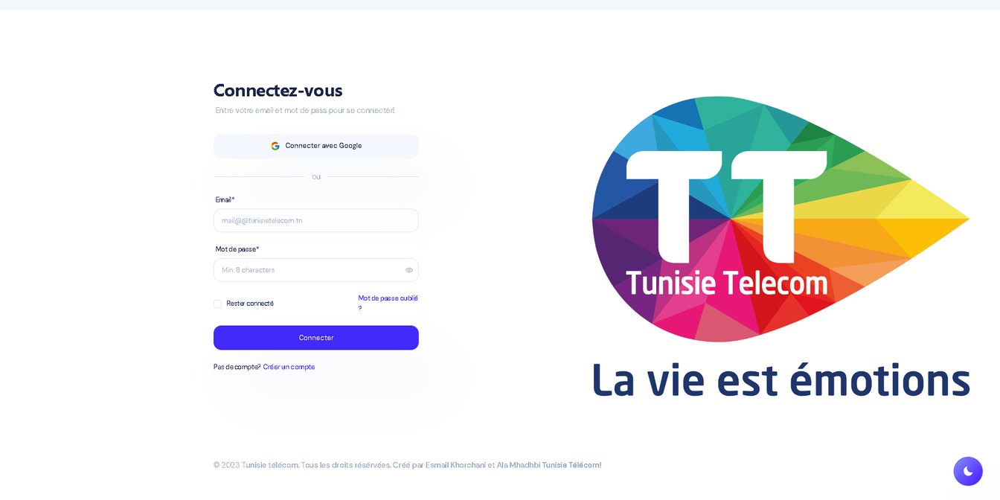 Connectez-vous
Entre votre email et mot de pass pour se connecter!
Connecter avec Google
ou
Email*
mail@@tunisietelecom.tn
Mot de passe*
Min. 8 characters
Rester connecté
Mot de passe oublié
?
Connecter
Pas de compte? Créer un compte
TT
Tunisie Telecom
La vie est émotions
© 2023 Tunisie télécom. Tous les droits résérvées. Créé par Esmail Khorchani et Ala Mhadhbi Tunisie Télécom!